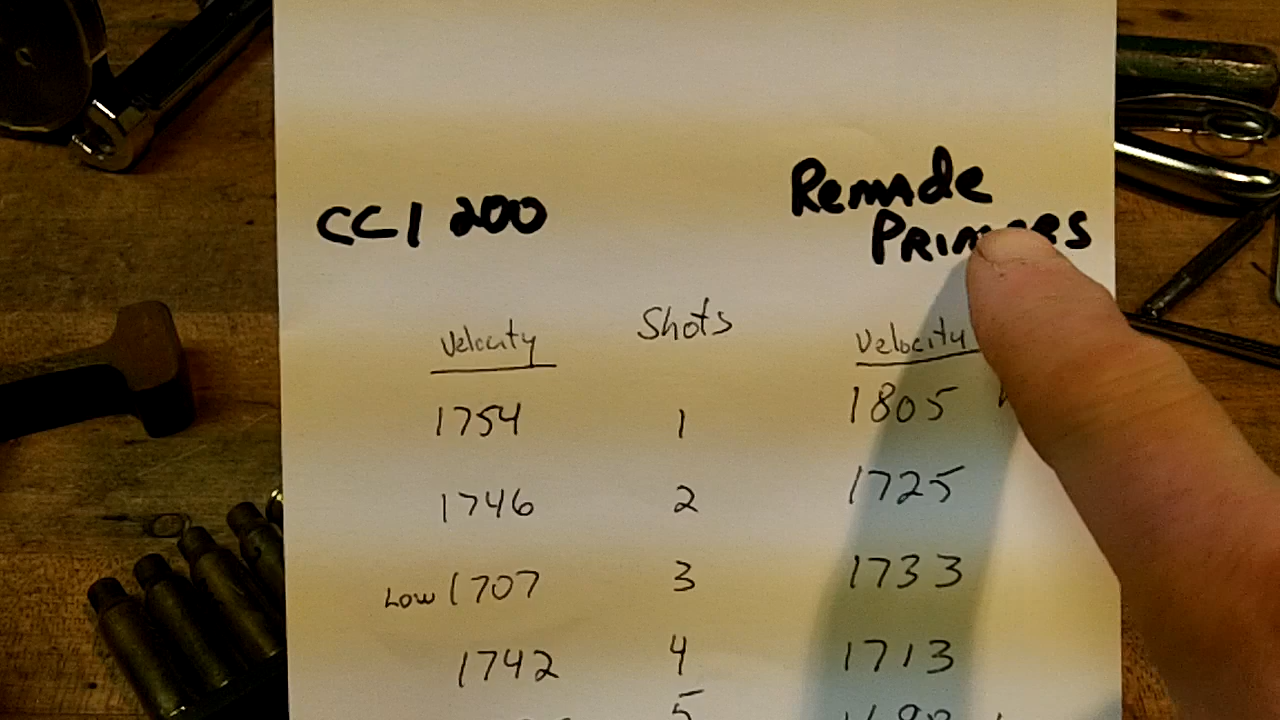 CCI 200
Remade
Primers
Velocity Shots Velocity
1754 1 1805
1746 2 1725
Low 1707 3 1733
1742 4 1713
5